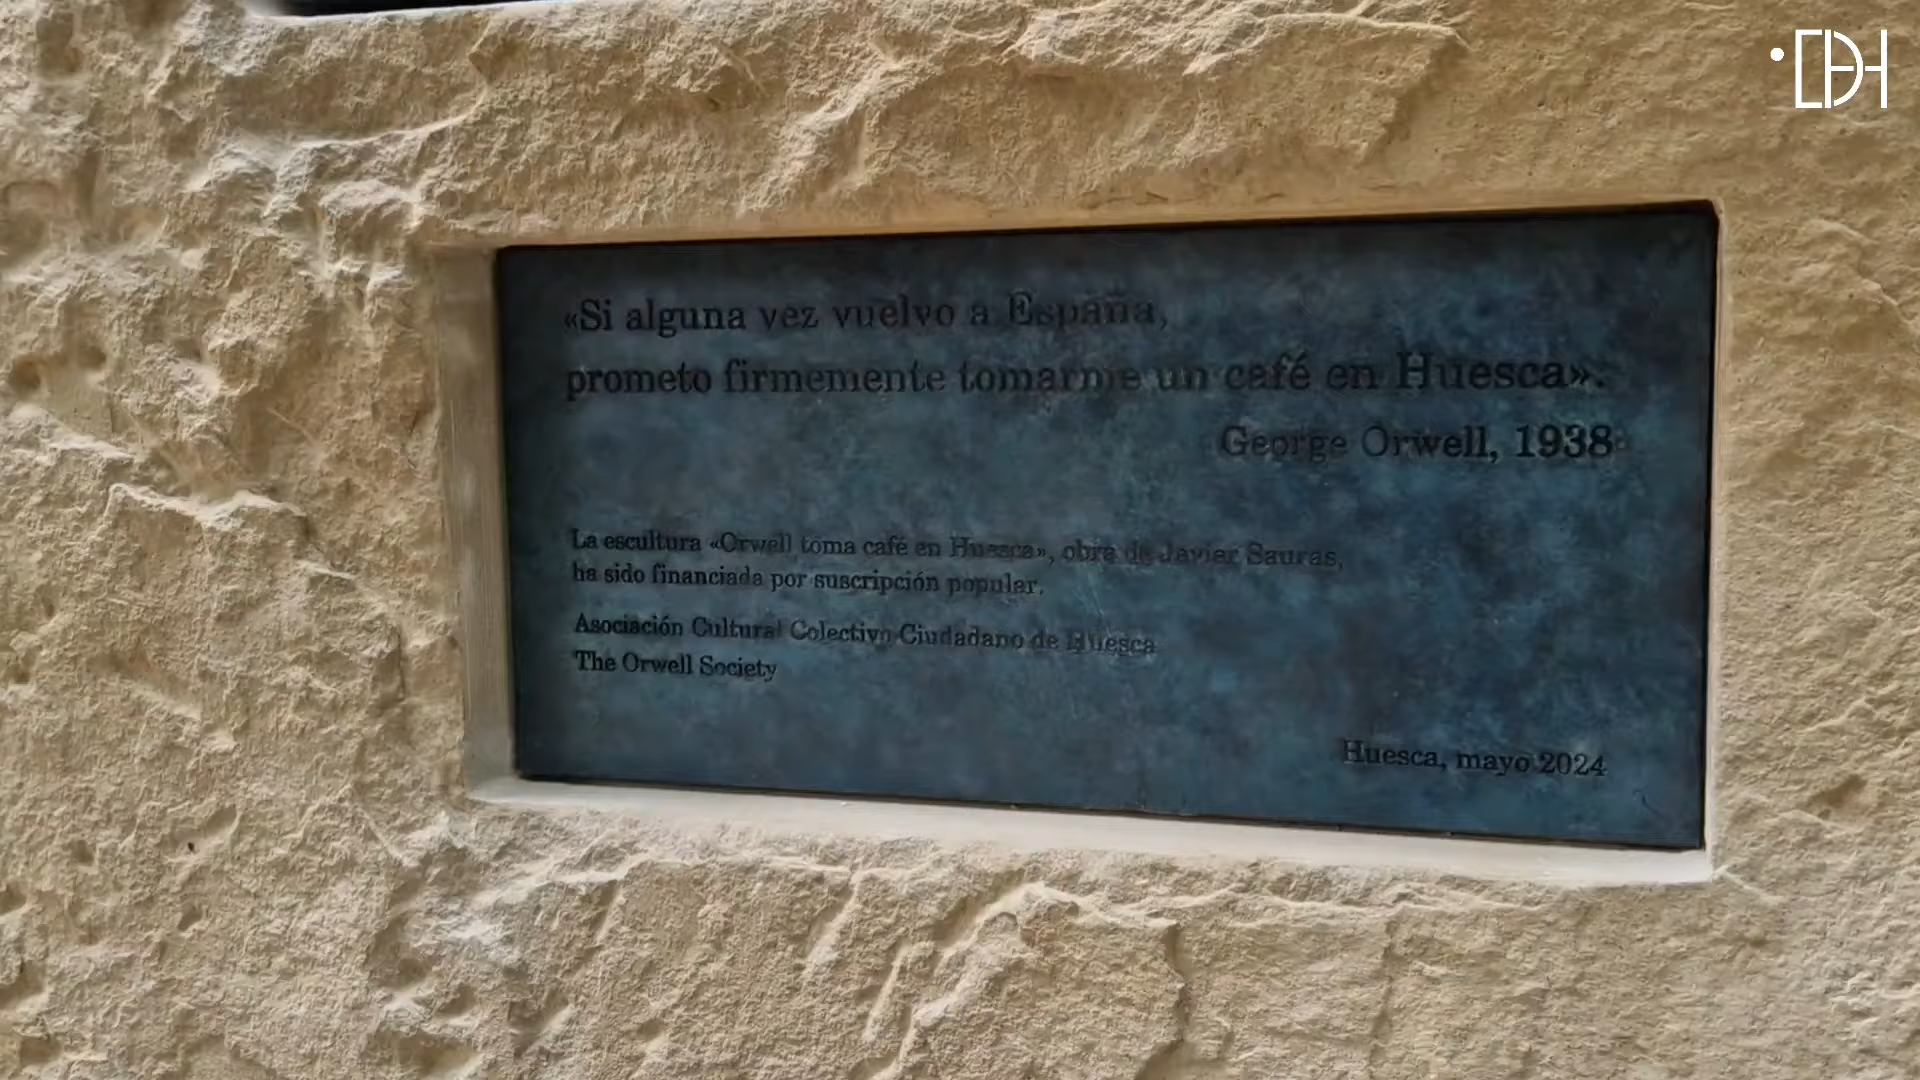 «Si alguna vez vuelvo a España,
prometo firmemente tomarme un café en Huesca».
George Orwell, 1938
La escultura «Orwell toma café en Huesca», obra de Javier Sauras,
ha sido financiada por suscripción popular.
Asociación Cultural Colectivo Ciudadano de Huesca
The Orwell Society
Huesca, mayo 2024